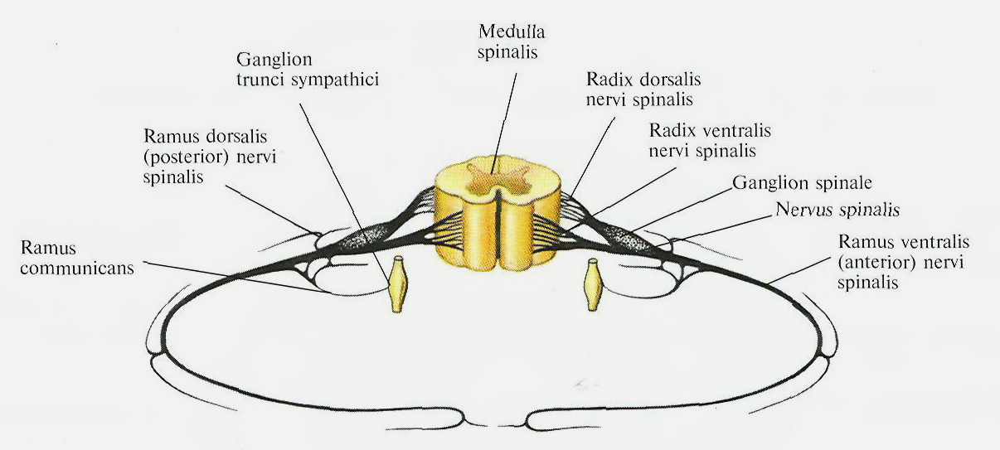 Medulla
spinalis
Ganglion
trunci sympathici
Radix dorsalis
nervi spinalis
Ramus dorsalis
(posterior) nervi
spinalis
Radix ventralis
nervi spinalis
Ganglion spinale
Nervus spinalis
Ramus
communicans
Ramus ventralis
(anterior) nervi
spinalis